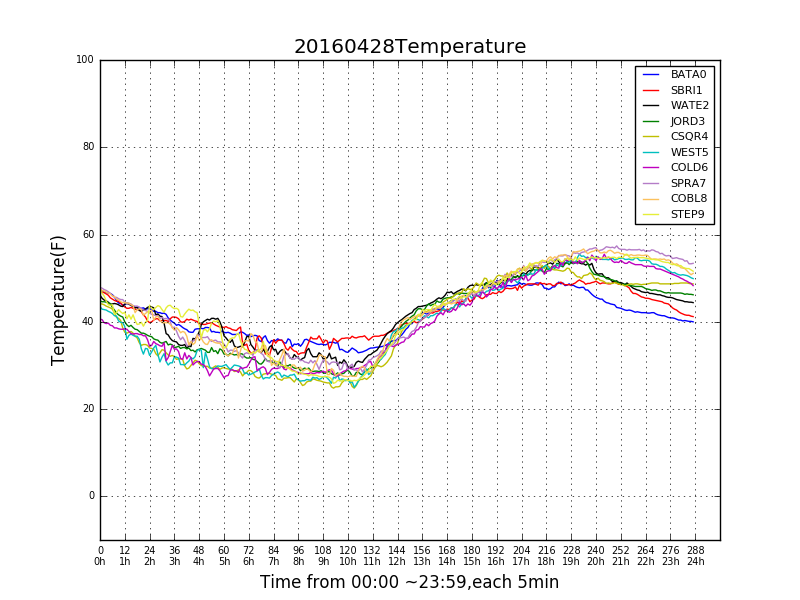 20160428Temperature
100
80
60
40
20
0
Temperature(F)
BATA0
SBRI1
WATE2
JORD3
CSQR4
WEST5
COLD6
SPRA7
COBL8
STEP9
0 12 24 36 48 60 72 84 96 108 120 132 144 156 168 180 192 204 216 228 240 252 264 276 288
0h 1h 2h 3h 4h 5h 6h 7h 8h 9h 10h 11h 12h 13h 14h 15h 16h 17h 18h 19h 20h 21h 22h 23h 24h
Time from 00:00 ~23:59,each 5min